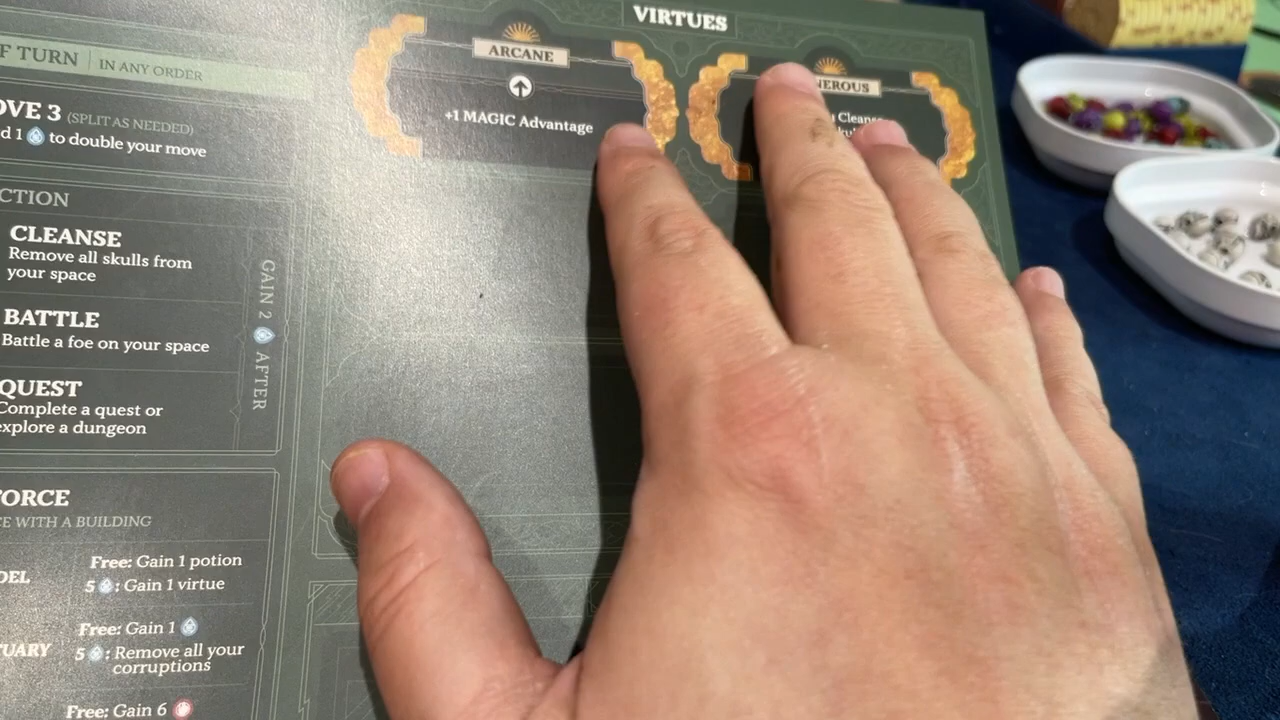 F TURN | IN ANY ORDER
OVE 3 (SPLIT AS NEEDED)
d 1 to double your move
CTION
CLEANSE
Remove all skulls from
your space
BATTLE
Battle a foe on your space
QUEST
Complete a quest or
explore a dungeon
GAIN 2 AFTER
FORCE
CE WITH A BUILDING
DEL
Free: Gain 1 potion
5 : Gain 1 virtue
TUARY
Free: Gain 1
5 : Remove all your
corruptions
Free: Gain 6
VIRTUES
ARCANE
+1 MAGIC Advantage
NEROUS
Cleanse